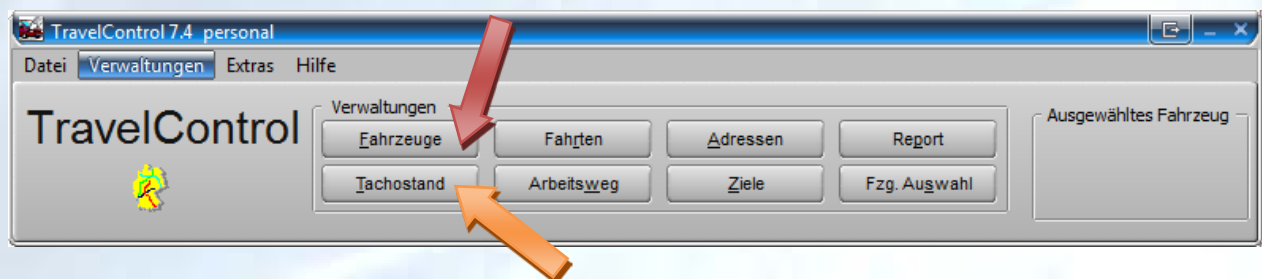 TravelControl 7.4 personal
Datei Verwaltungen Extras Hilfe
TravelControl
Verwaltungen
Fahrzeuge Fahrten Adressen Report
Tachostand Arbeitsweg Ziele Fzg. Auswahl
Ausgewähltes Fahrzeug